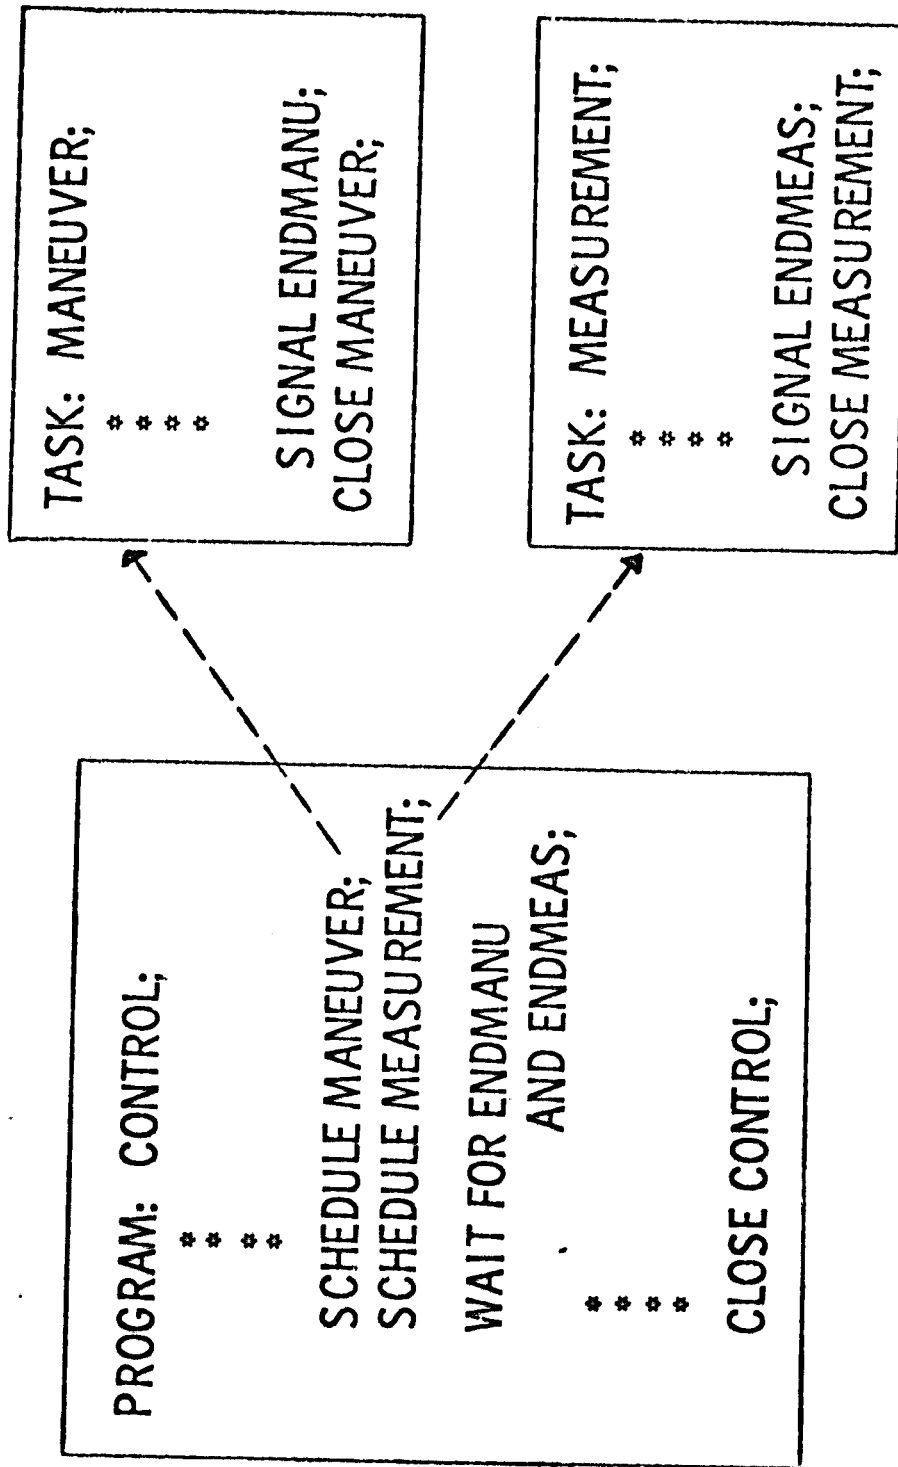 PROGRAM: CONTROL;
*
*
*
*
SCHEDULE MANEUVER;
SCHEDULE MEASUREMENT;
WAIT FOR ENDMANU
AND ENDMEAS;
*
*
*
*
CLOSE CONTROL;
TASK: MANEUVER;
*
*
*
*
SIGNAL ENDMANU;
CLOSE MANEUVER;
TASK: MEASUREMENT;
*
*
*
*
SIGNAL ENDMEAS;
CLOSE MEASUREMENT;